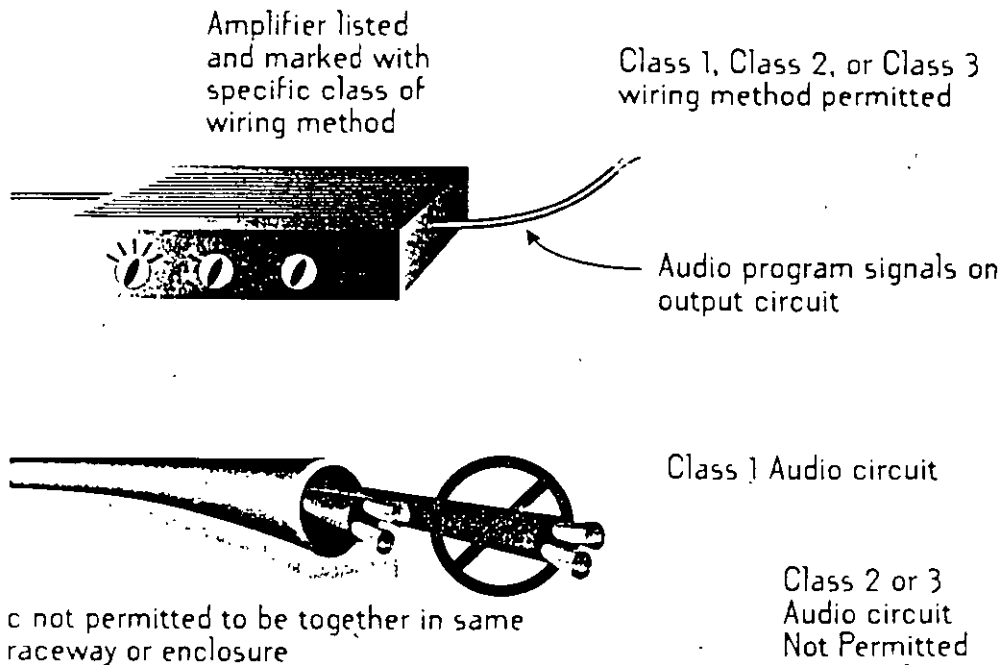 Amplifier listed
and marked with
specific class of
wiring method
Class 1, Class 2, or Class 3
wiring method permitted
Audio program signals on
output circuit
Class 1 Audio circuit
Class 2 or 3
Audio circuit
Not Permitted
c not permitted to be together in same
raceway or enclosure